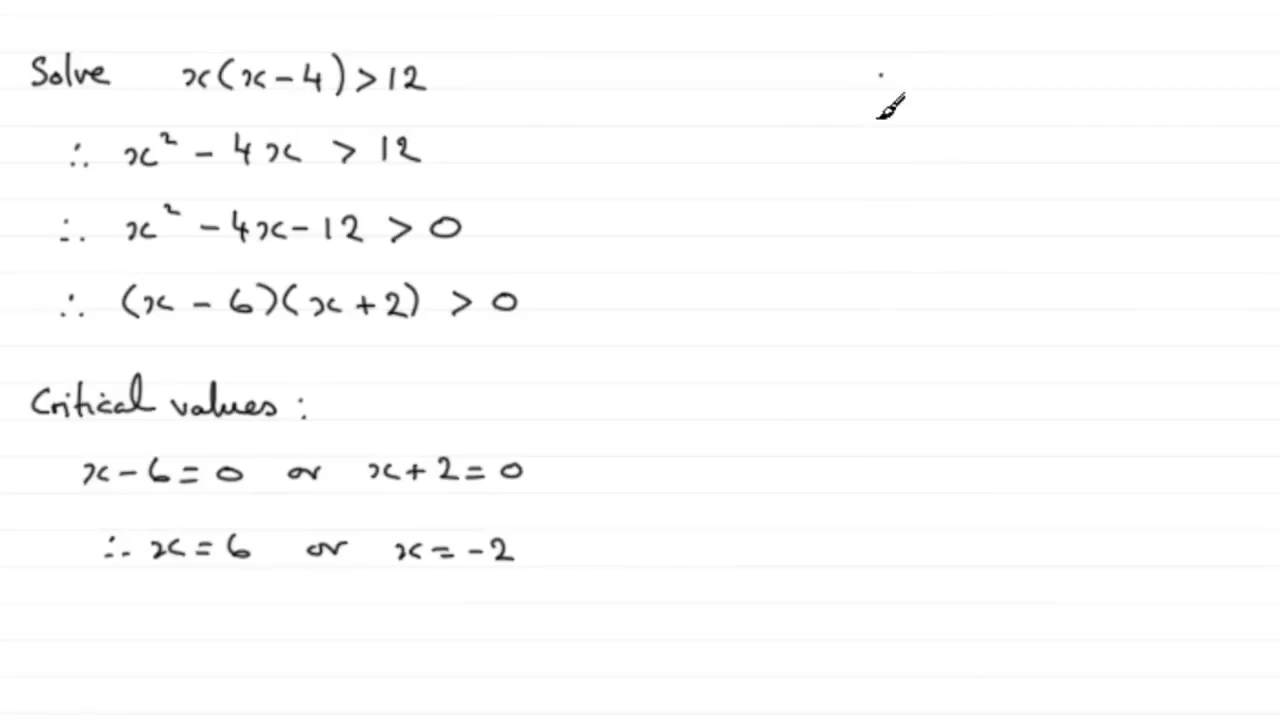 Solve x(x-4)>12
∴ x² - 4x > 12
∴ x² - 4x - 12 > 0
∴ (x - 6)(x + 2) > 0
Critical values :
x - 6 = 0 or x + 2 = 0
∴ x = 6 or x = -2